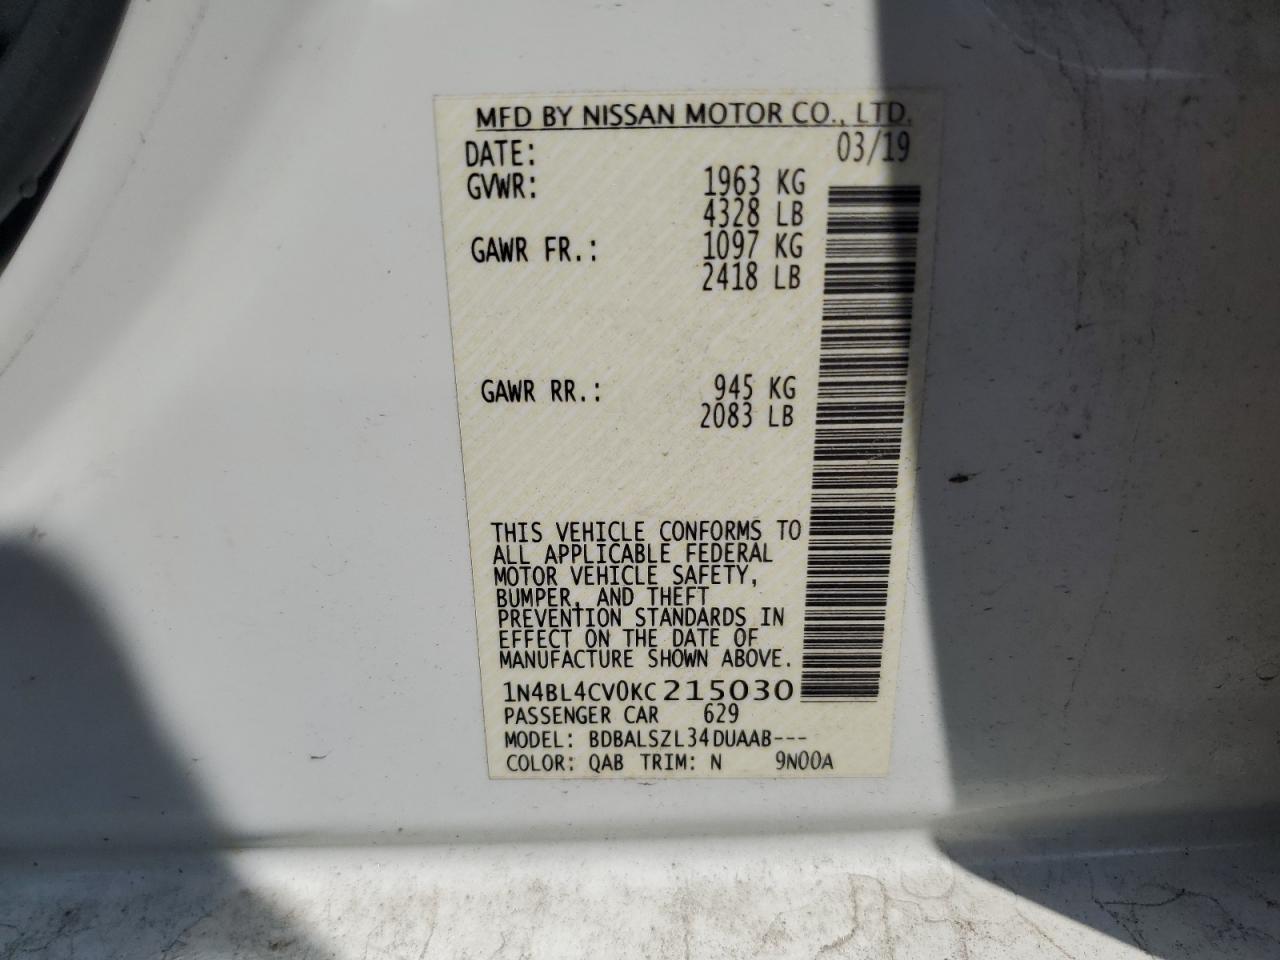 MFD BY NISSAN MOTOR CO., LTD.
DATE: 03/19
GVWR: 1963 KG
4328 LB
GAWR FR.: 1097 KG
2418 LB
GAWR RR.: 945 KG
2083 LB
THIS VEHICLE CONFORMS TO
ALL APPLICABLE FEDERAL
MOTOR VEHICLE SAFETY,
BUMPER, AND THEFT
PREVENTION STANDARDS IN
EFFECT ON THE DATE OF
MANUFACTURE SHOWN ABOVE.
1N4BL4CV0KC215030
PASSENGER CAR 629
MODEL: BDBALSZL34DUAAB---
COLOR: QAB TRIM: N 9N00A